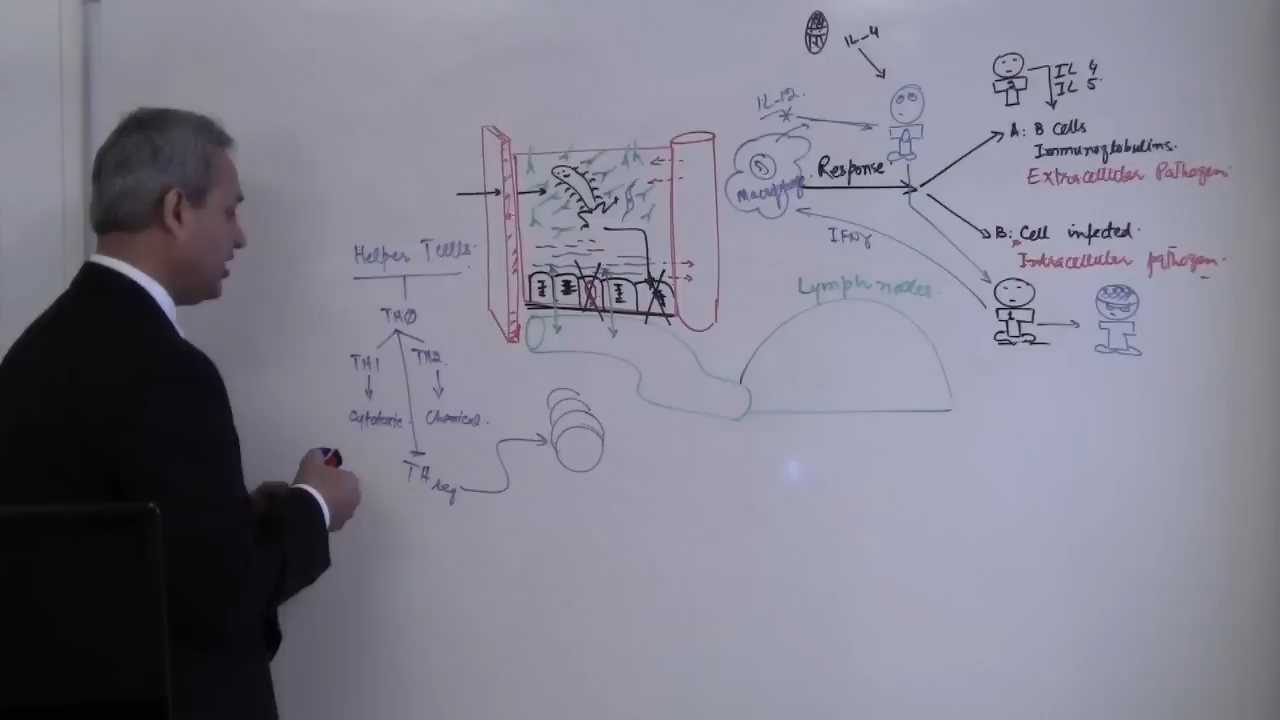 IL-4
IL 4
IL 5
IL-12
A: B Cells
Immunoglobulins.
Extracellular Pathogen
Response
Macrophage
B: Cell infected.
Intracellular pathogen
IFNγ
Helper T cells
Lymph nodes
TH0
TH1
TH2
Cytotoxic
Chemical
TH reg